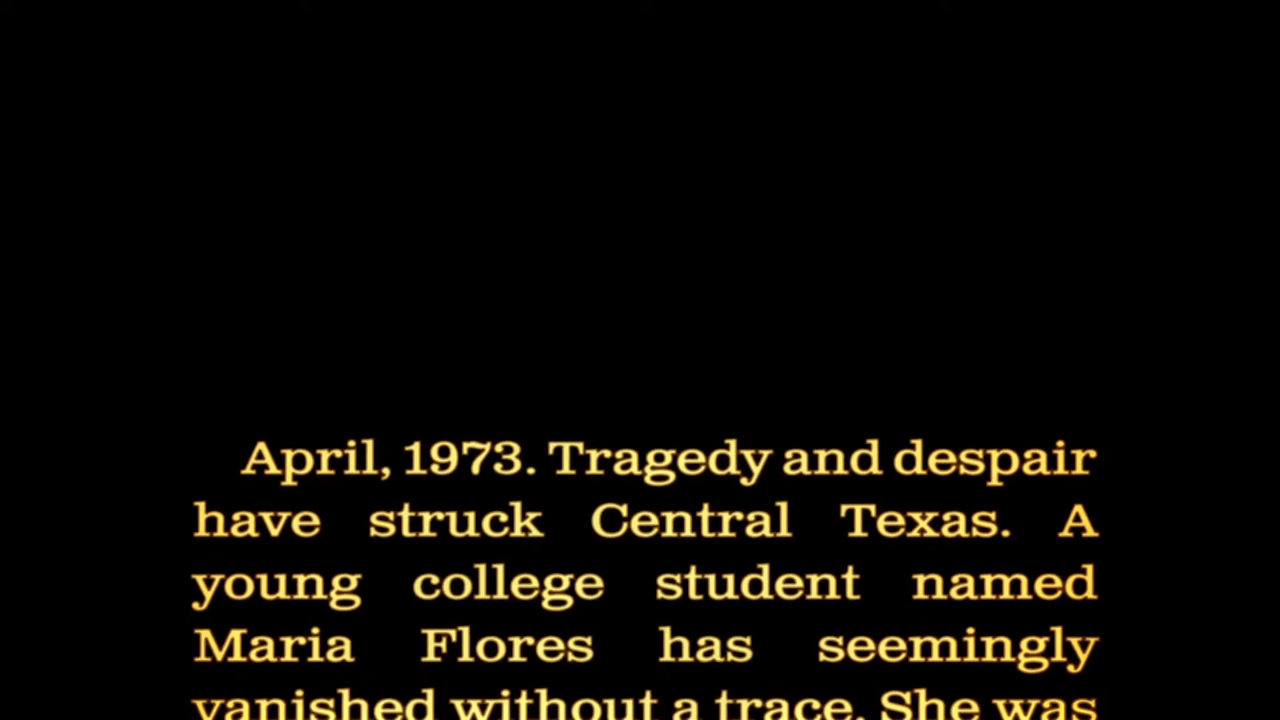 April, 1973. Tragedy and despair
have struck Central Texas. A
young college student named
Maria Flores has seemingly
vanished without a trace. She was